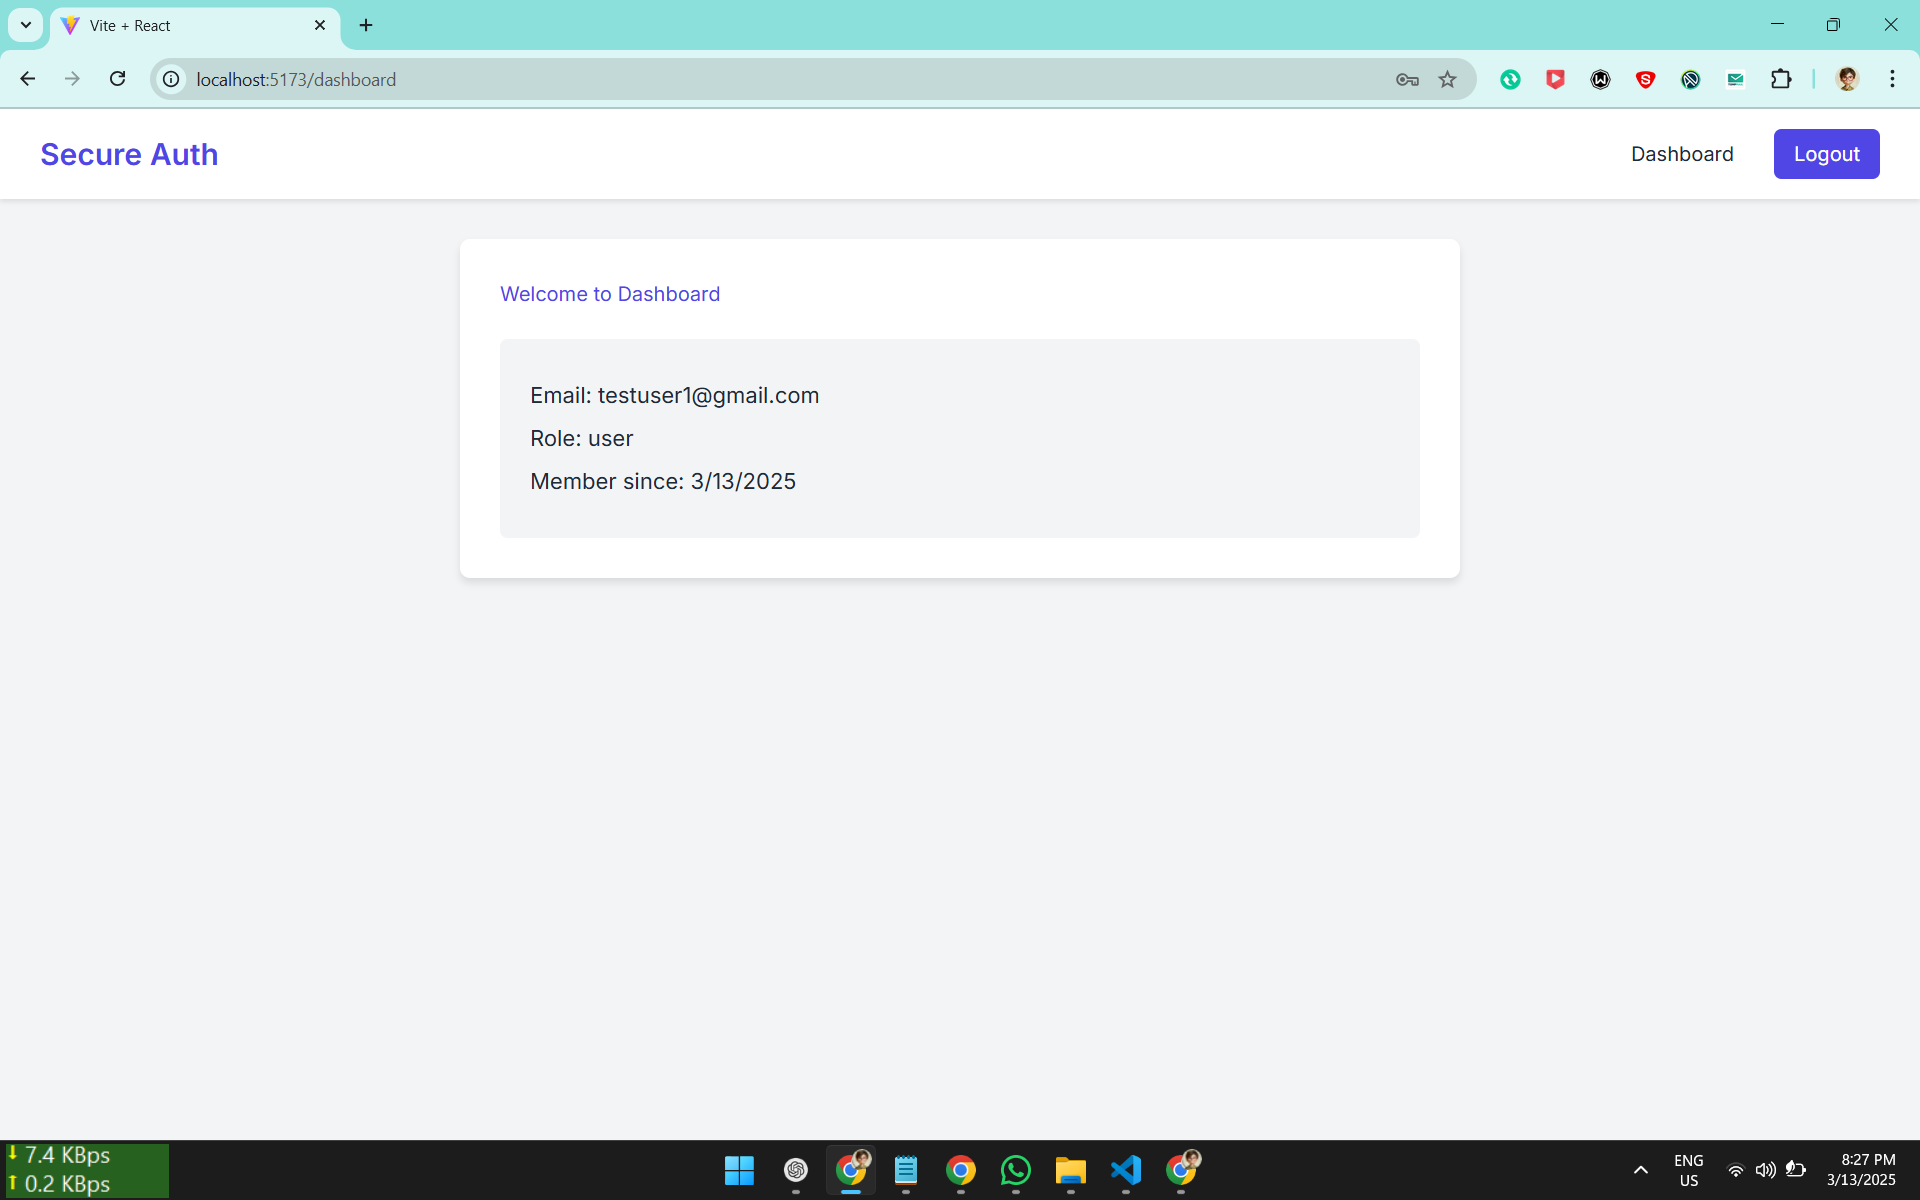 Vite + React
localhost:5173/dashboard
Secure Auth
Dashboard
Logout
Welcome to Dashboard
Email: testuser1@gmail.com
Role: user
Member since: 3/13/2025
7.4 KBps
0.2 KBps
ENG
US
8:27 PM
3/13/2025